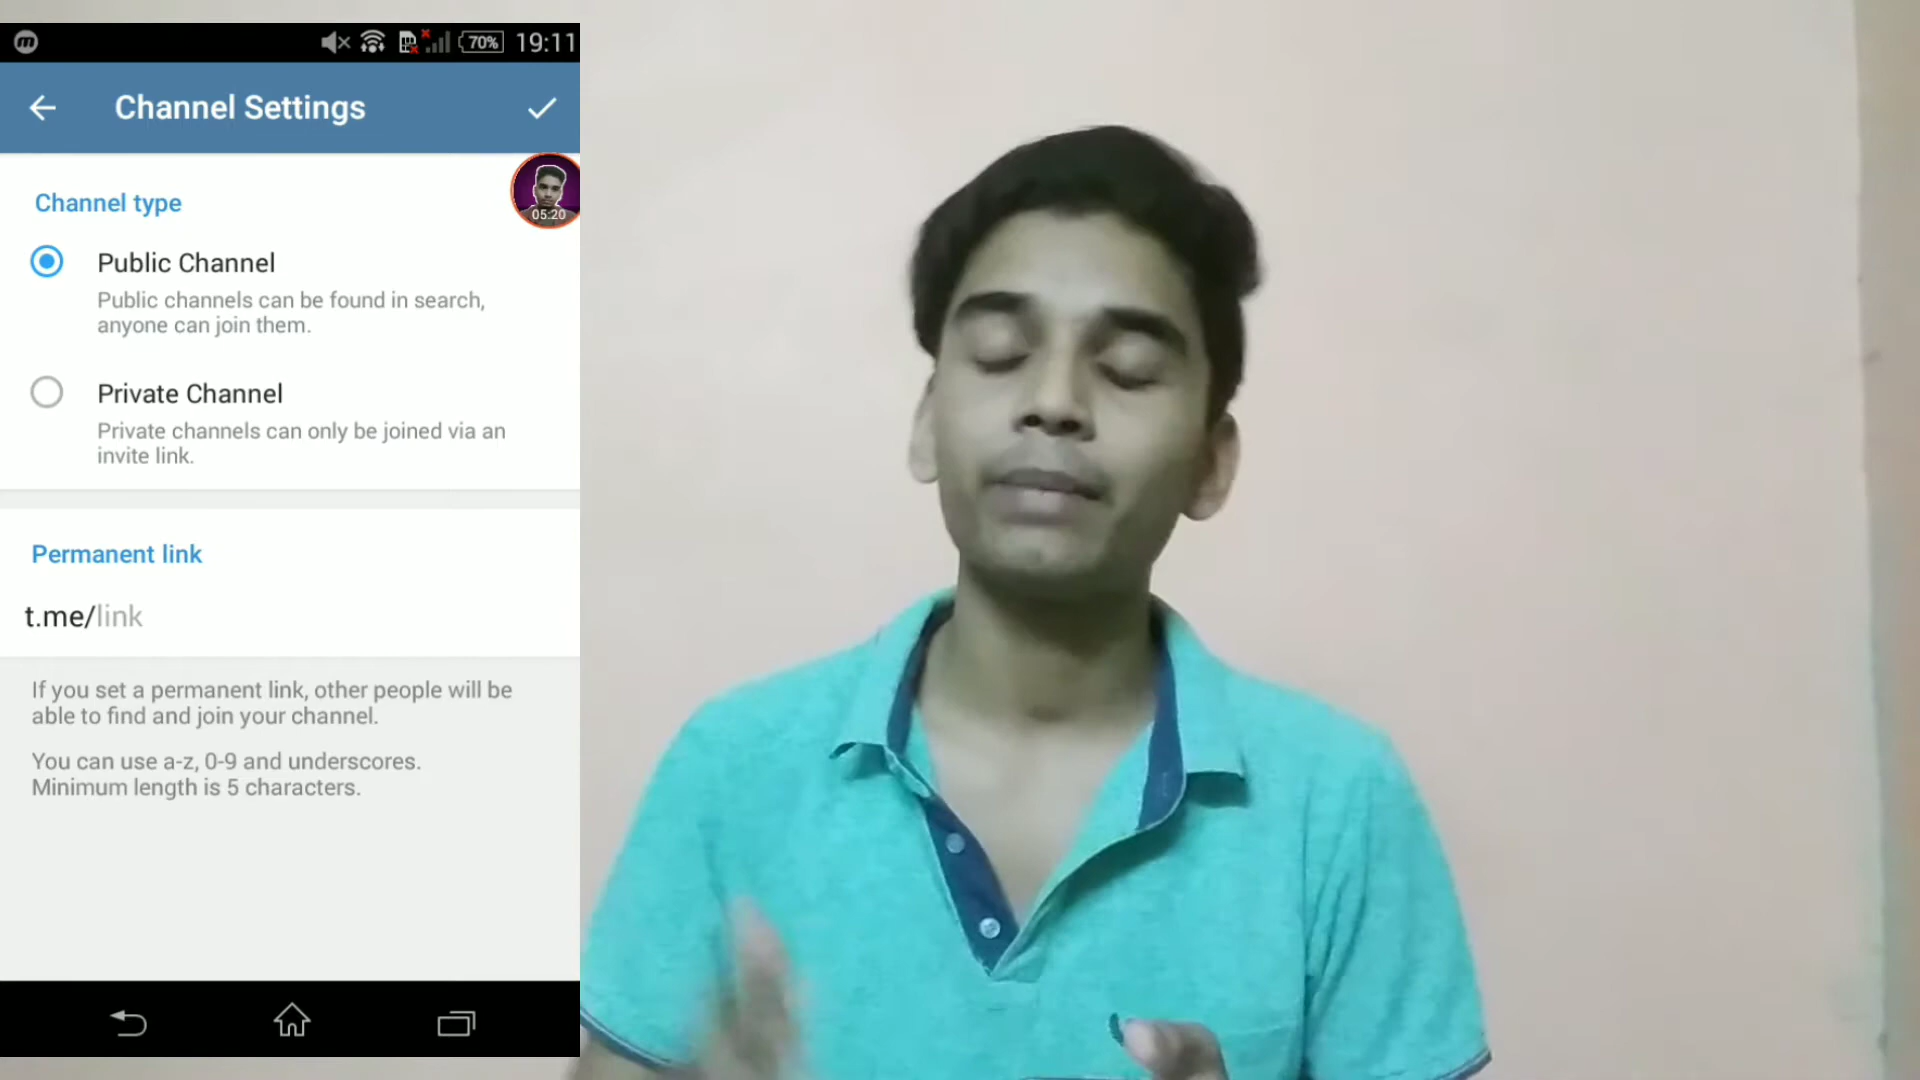 70% 19:11
Channel Settings
05:20
Channel type
Public Channel
Public channels can be found in search,
anyone can join them.
Private Channel
Private channels can only be joined via an
invite link.
Permanent link
t.me/link
If you set a permanent link, other people will be
able to find and join your channel.
You can use a-z, 0-9 and underscores.
Minimum length is 5 characters.